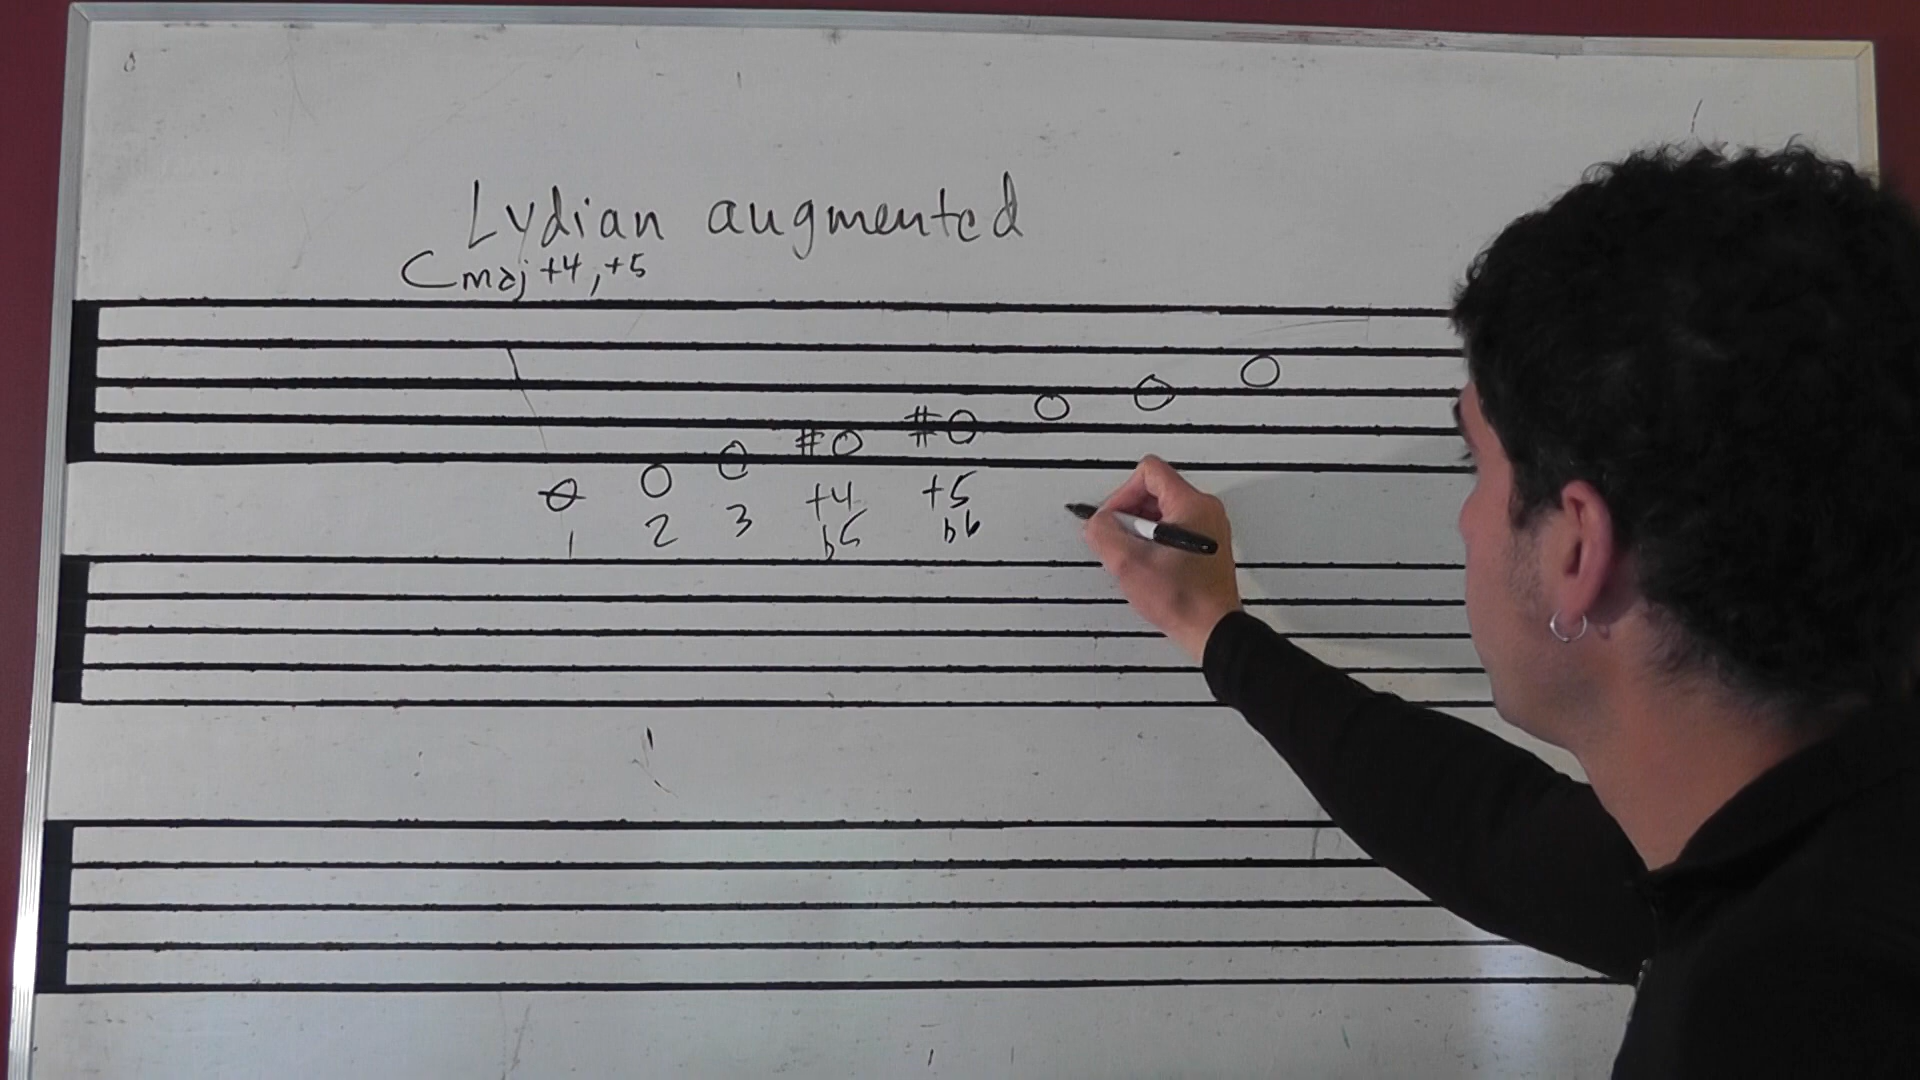 Lydian augmented
Cmaj +4, +5
# #
+4 +5
1 2 3 b5 b6